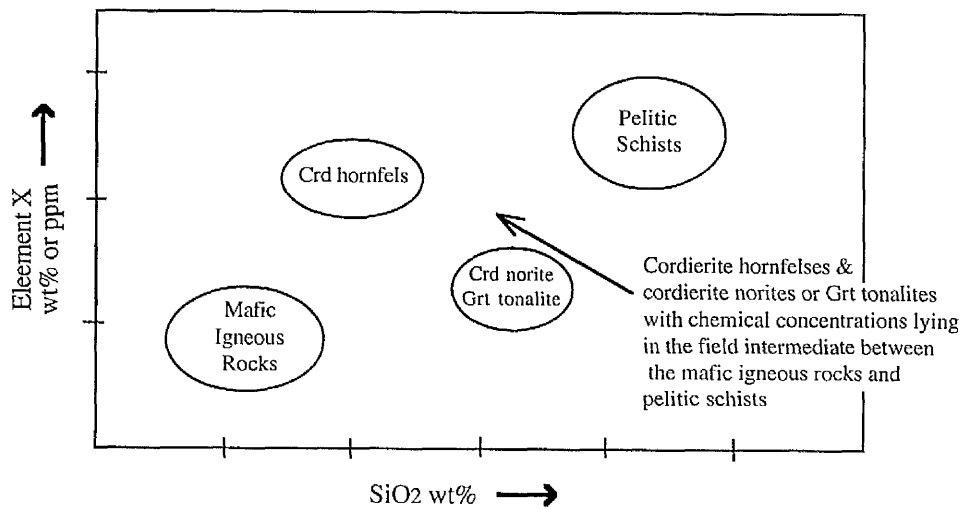 Pelitic
Schists
Crd hornfels
Eleement X
wt% or ppm
Crd norite
Grt tonalite
Mafic
Igneous
Rocks
Cordierite hornfelses &
cordierite norites or Grt tonalites
with chemical concentrations lying
in the field intermediate between
the mafic igneous rocks and
pelitic schists
SiO2 wt%